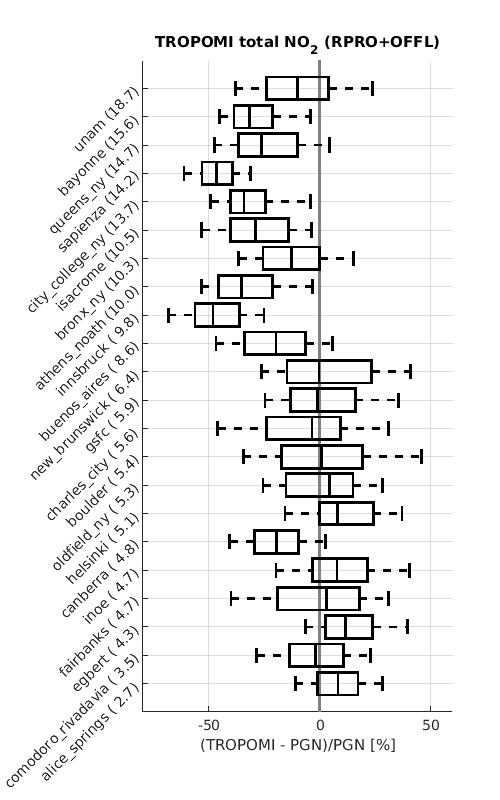 TROPOMI total NO2 (RPRO+OFFL)
unam (18.7)
bayonne (15.6)
queens_ny (14.7)
sapienza (14.2)
city_college_ny (13.7)
isacrome (10.5)
bronx_ny (10.3)
athens_noath (10.0)
innsbruck ( 9.8)
buenos_aires ( 8.6)
new_brunswick ( 6.4)
gsfc ( 5.9)
charles_city ( 5.6)
boulder ( 5.4)
oldfield_ny ( 5.3)
helsinki ( 5.1)
canberra ( 4.8)
inoe ( 4.7)
fairbanks ( 4.7)
egbert ( 4.3)
comodoro_rivadavia ( 3.5)
alice_springs ( 2.7)
-50 0 50
(TROPOMI - PGN)/PGN [%]